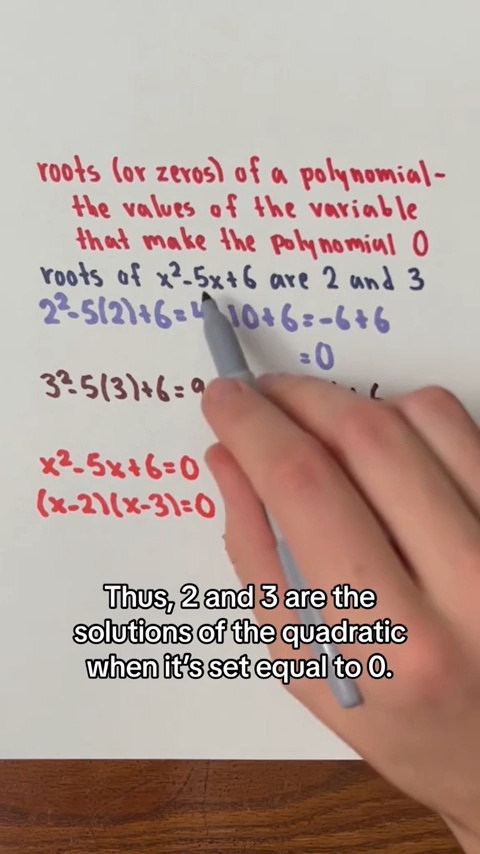 roots (or zeros) of a polynomial-
the values of the variable
that make the polynomial 0
roots of x²-5x+6 are 2 and 3
2²-5(2)+6=4 10+6=-6+6
=0
3²-5(3)+6=9
x²-5x+6=0
(x-2)(x-3)=0
Thus, 2 and 3 are the
solutions of the quadratic
when it's set equal to 0.